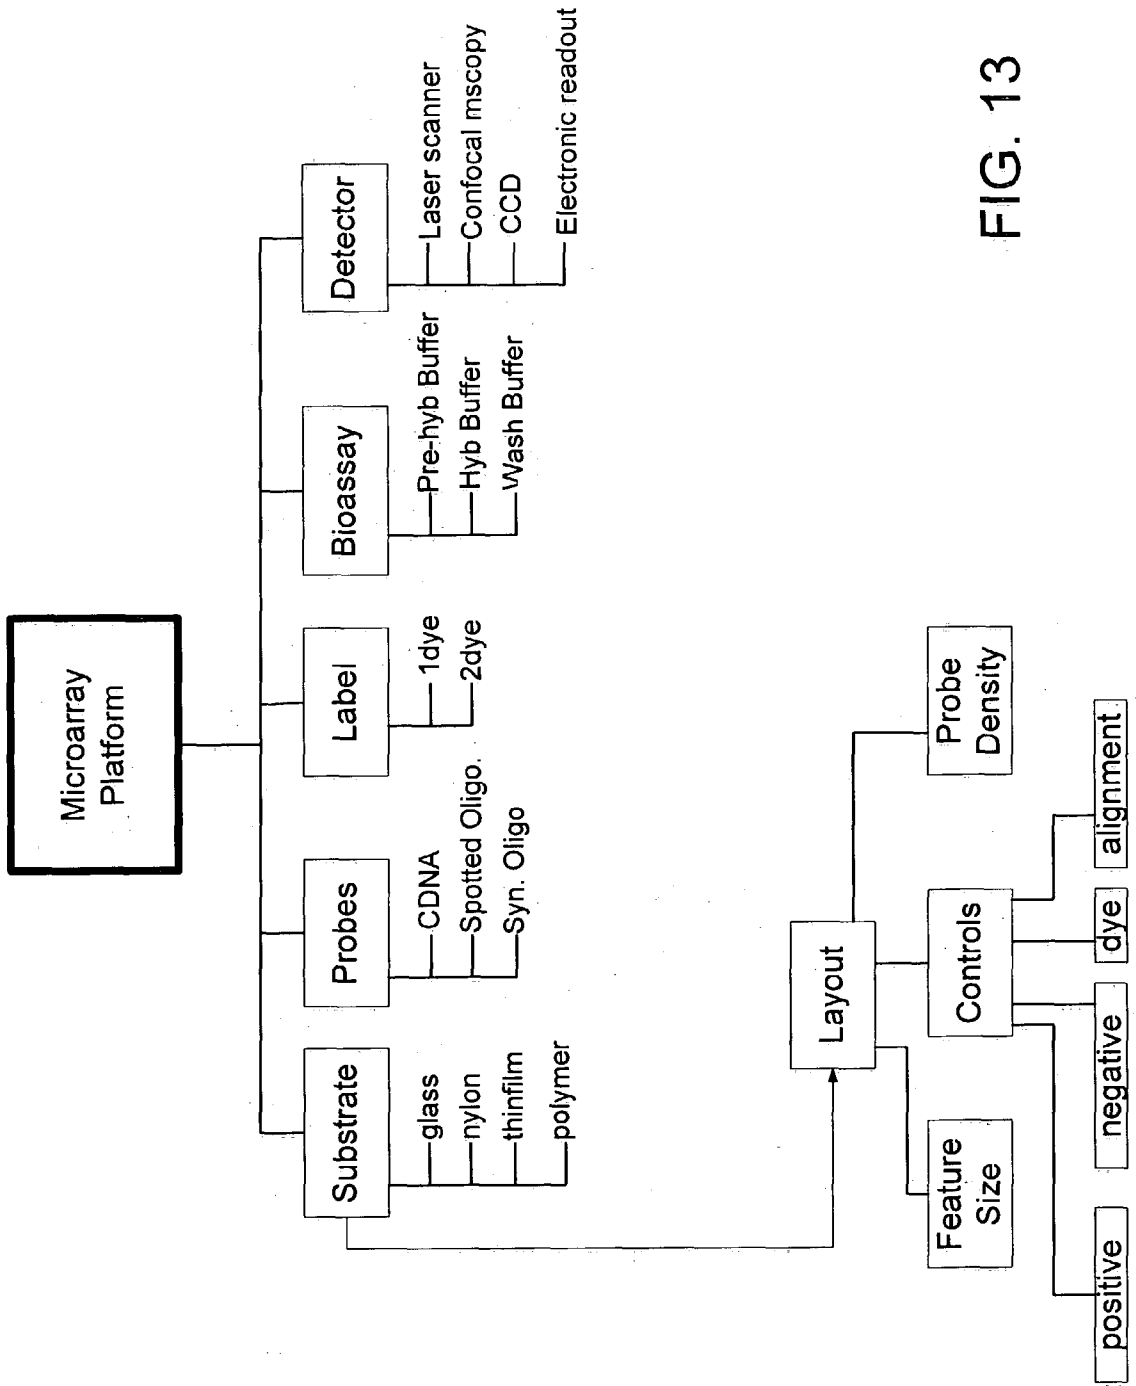 Microarray
Platform
Substrate
glass
nylon
thinfilm
polymer
Probes
CDNA
Spotted Oligo.
Syn. Oligo
Label
1dye
2dye
Bioassay
Pre-hyb Buffer
Hyb Buffer
Wash Buffer
Detector
Laser scanner
Confocal mscopy
CCD
Electronic readout
Layout
Feature
Size
Controls
Probe
Density
positive
negative
dye
alignment
FIG. 13